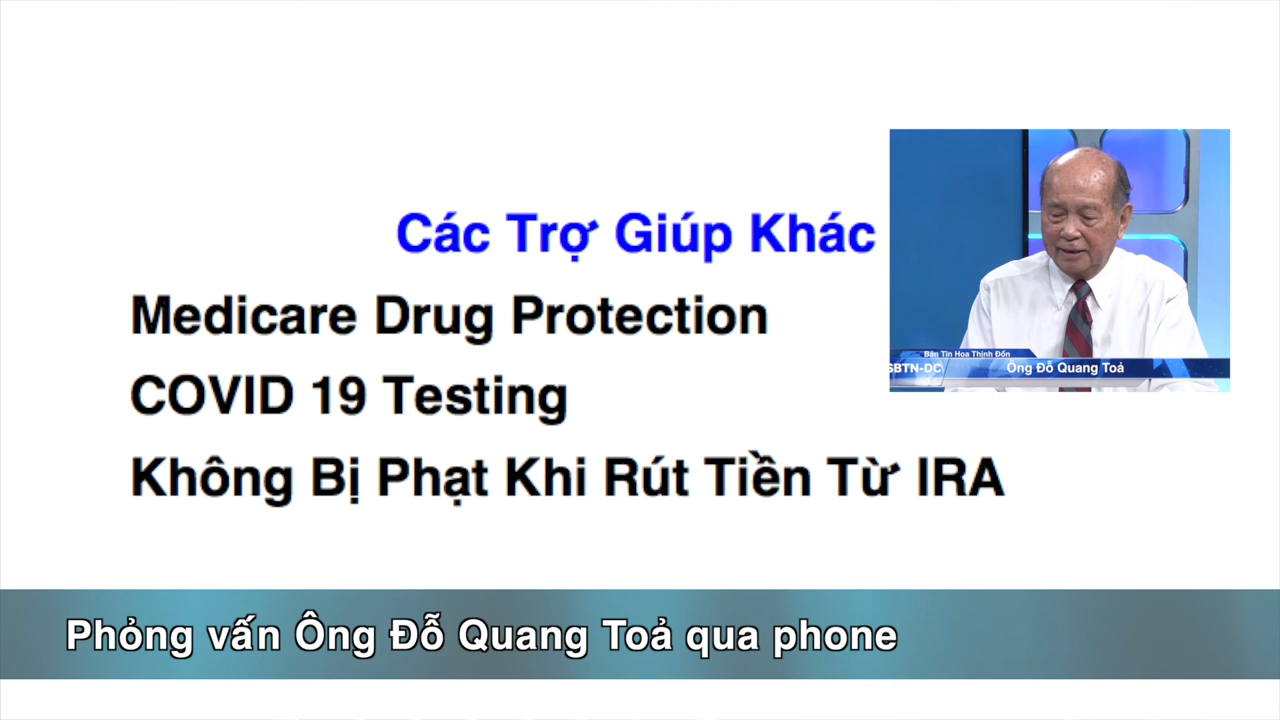 Các Trợ Giúp Khác
Medicare Drug Protection
COVID 19 Testing
Không Bị Phạt Khi Rút Tiền Từ IRA
Bản Tin Hoa Thịnh Đốn
SBTN-DC
Ông Đỗ Quang Toả
Phỏng vấn Ông Đỗ Quang Toả qua phone